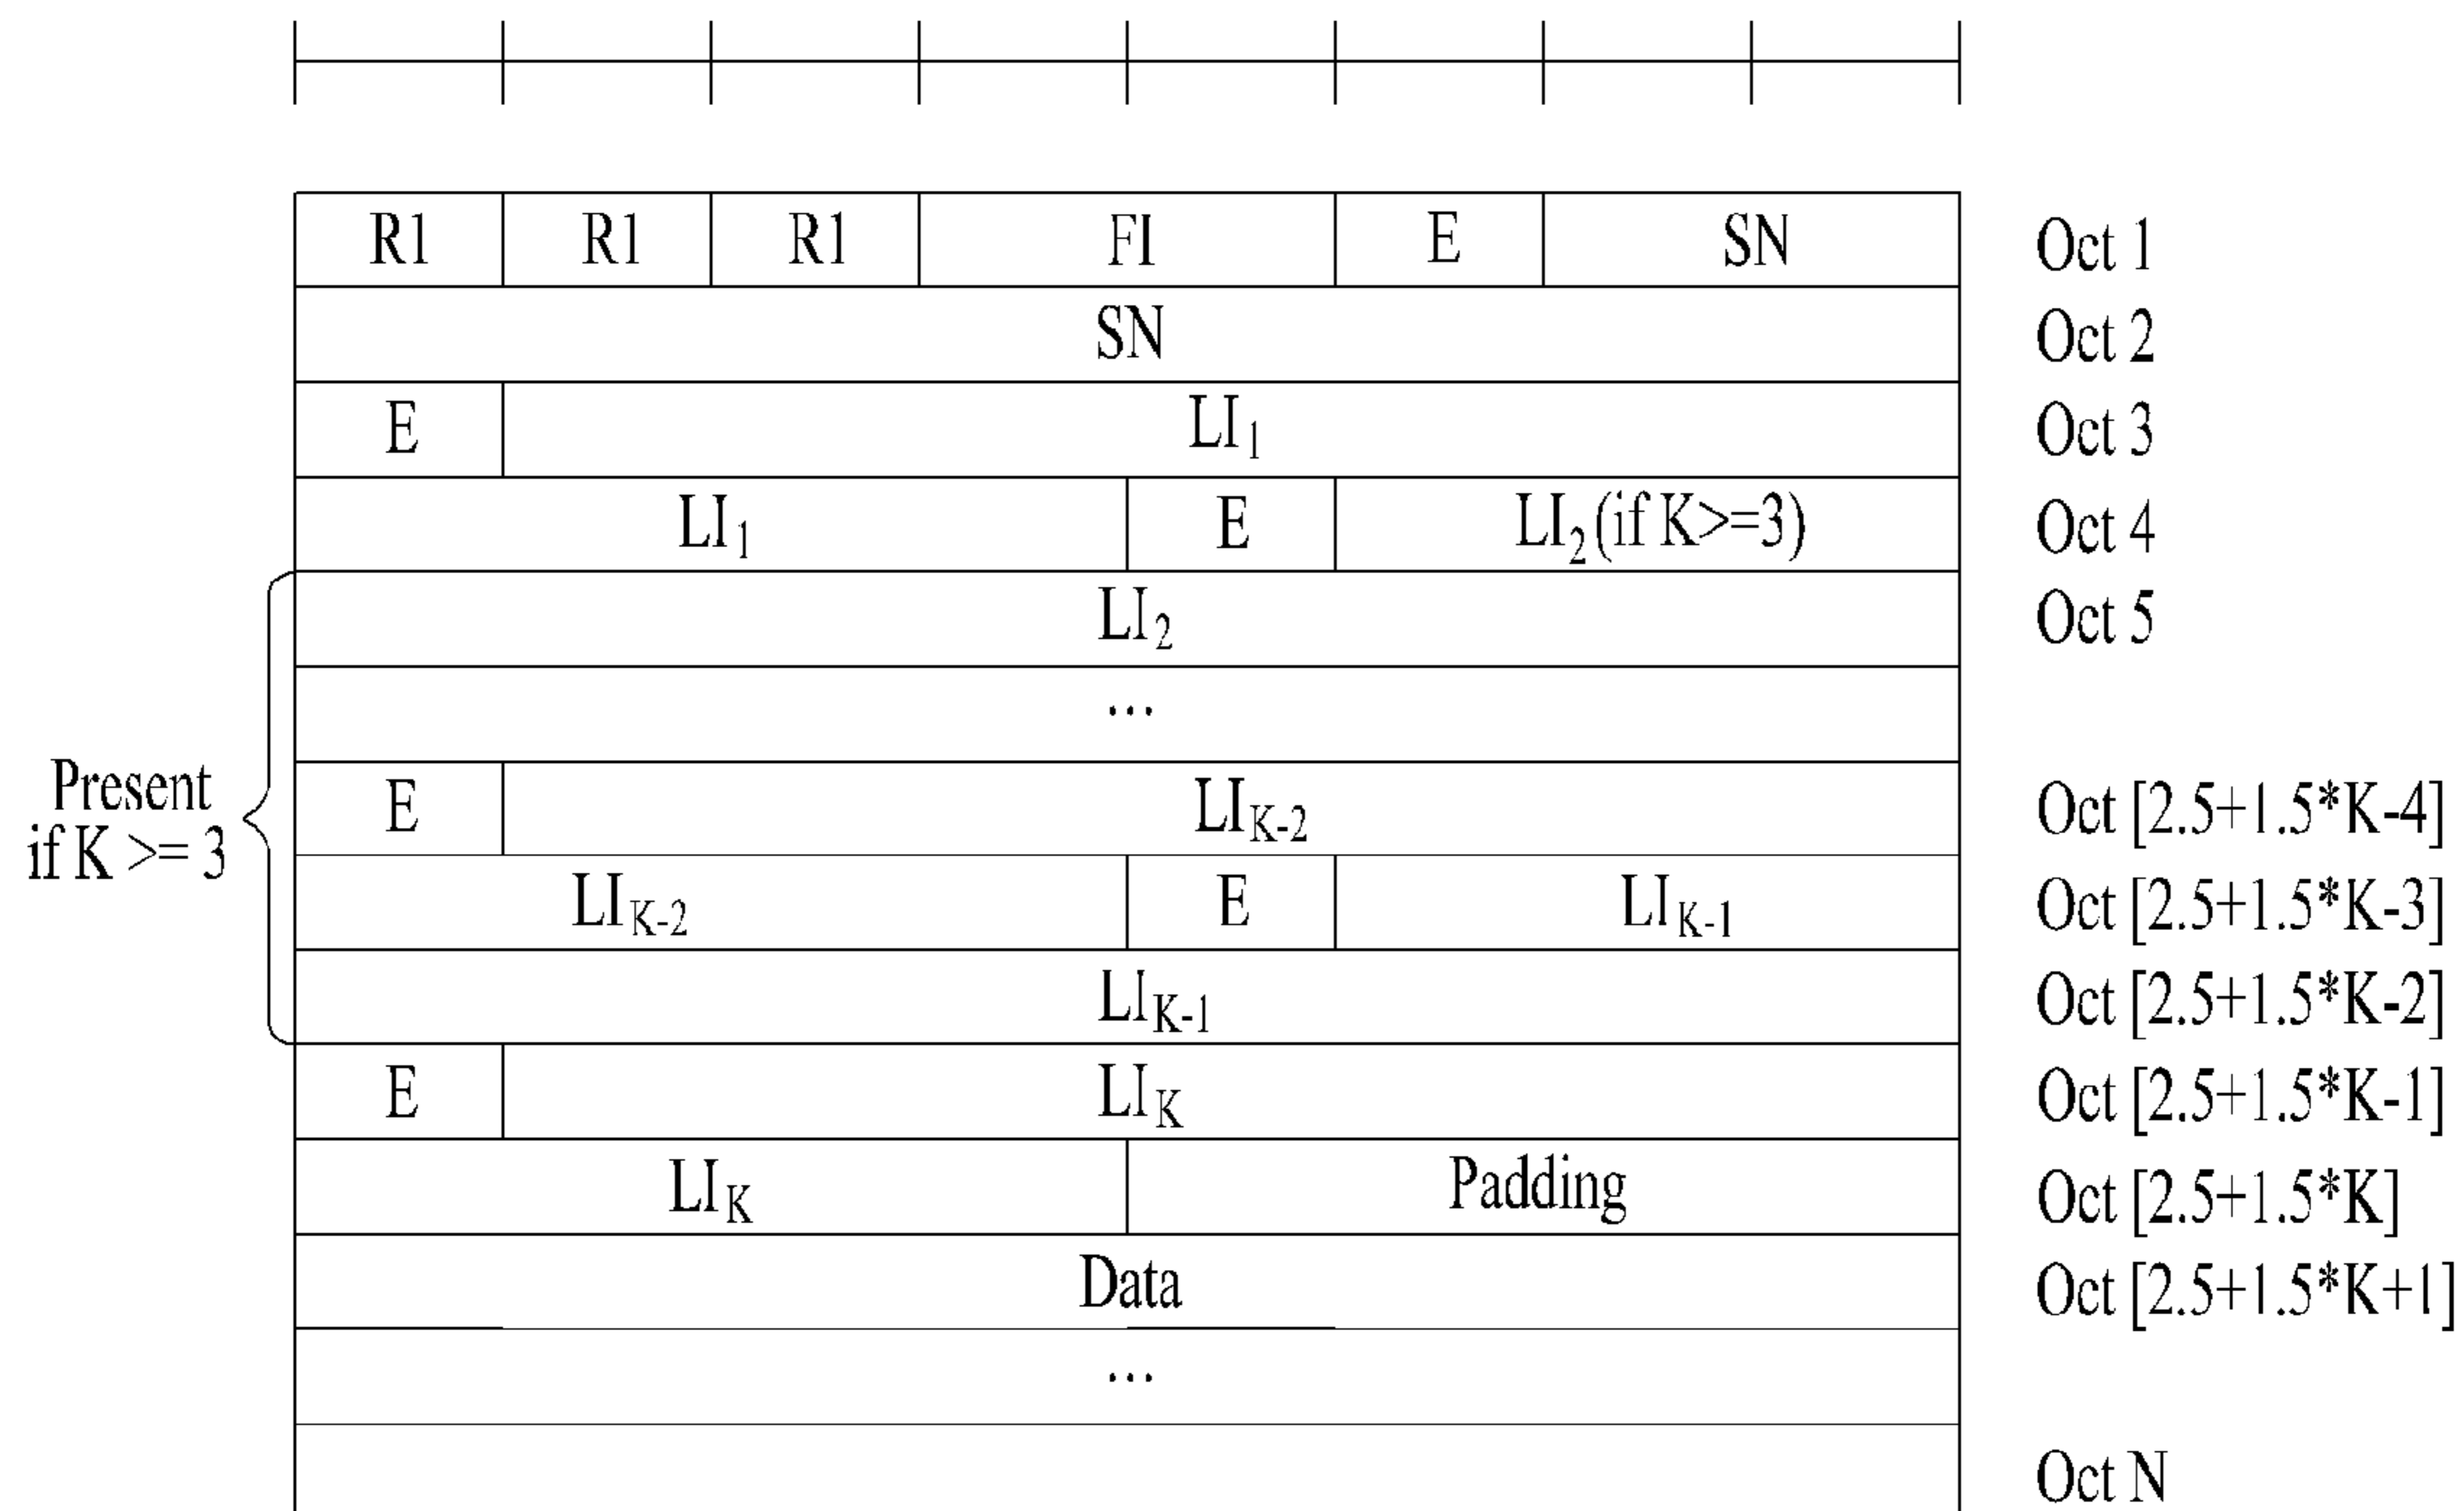 R1 R1 R1 FI E SN Oct 1
SN Oct 2
E LI1 Oct 3
LI1 E LI2(if K>=3) Oct 4
LI2 Oct 5
...
Present
if K >= 3
E LIK-2 Oct [2.5+1.5*K-4]
LIK-2 E LIK-1 Oct [2.5+1.5*K-3]
LIK-1 Oct [2.5+1.5*K-2]
E LIK Oct [2.5+1.5*K-1]
LIK Padding Oct [2.5+1.5*K]
Data Oct [2.5+1.5*K+1]
...
Oct N